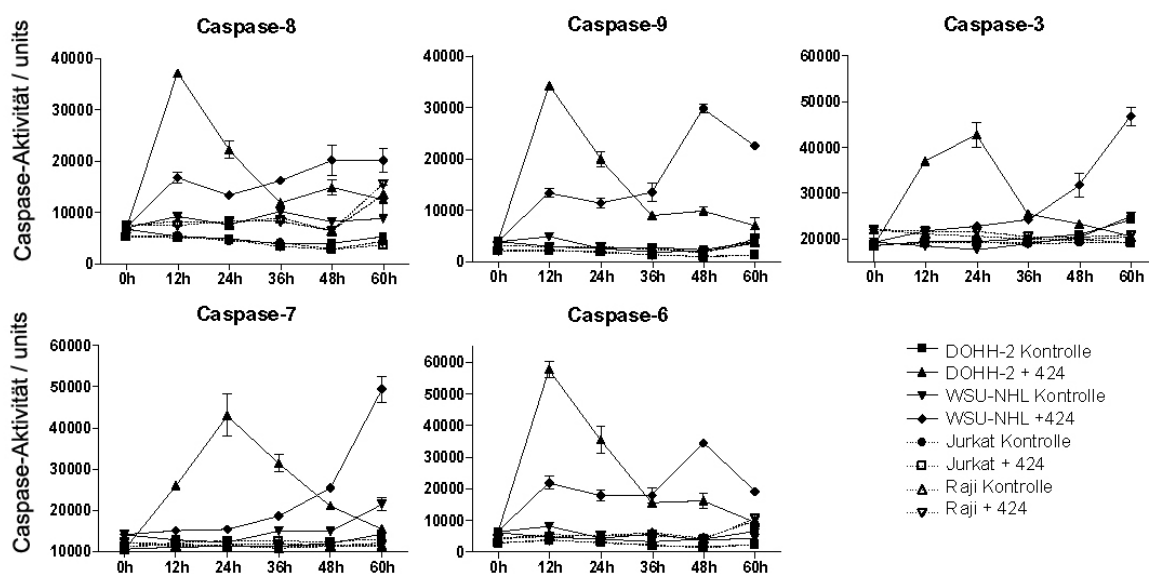 Caspase-8
Caspase-Aktivität / units
40000
30000
20000
10000
0
0h 12h 24h 36h 48h 60h
Caspase-9
40000
30000
20000
10000
0
0h 12h 24h 36h 48h 60h
Caspase-3
60000
50000
40000
30000
20000
0h 12h 24h 36h 48h 60h
Caspase-7
Caspase-Aktivität / units
60000
50000
40000
30000
20000
10000
0h 12h 24h 36h 48h 60h
Caspase-6
60000
50000
40000
30000
20000
10000
0
0h 12h 24h 36h 48h 60h
DOHH-2 Kontrolle
DOHH-2 + 424
WSU-NHL Kontrolle
WSU-NHL +424
Jurkat Kontrolle
Jurkat + 424
Raji Kontrolle
Raji + 424